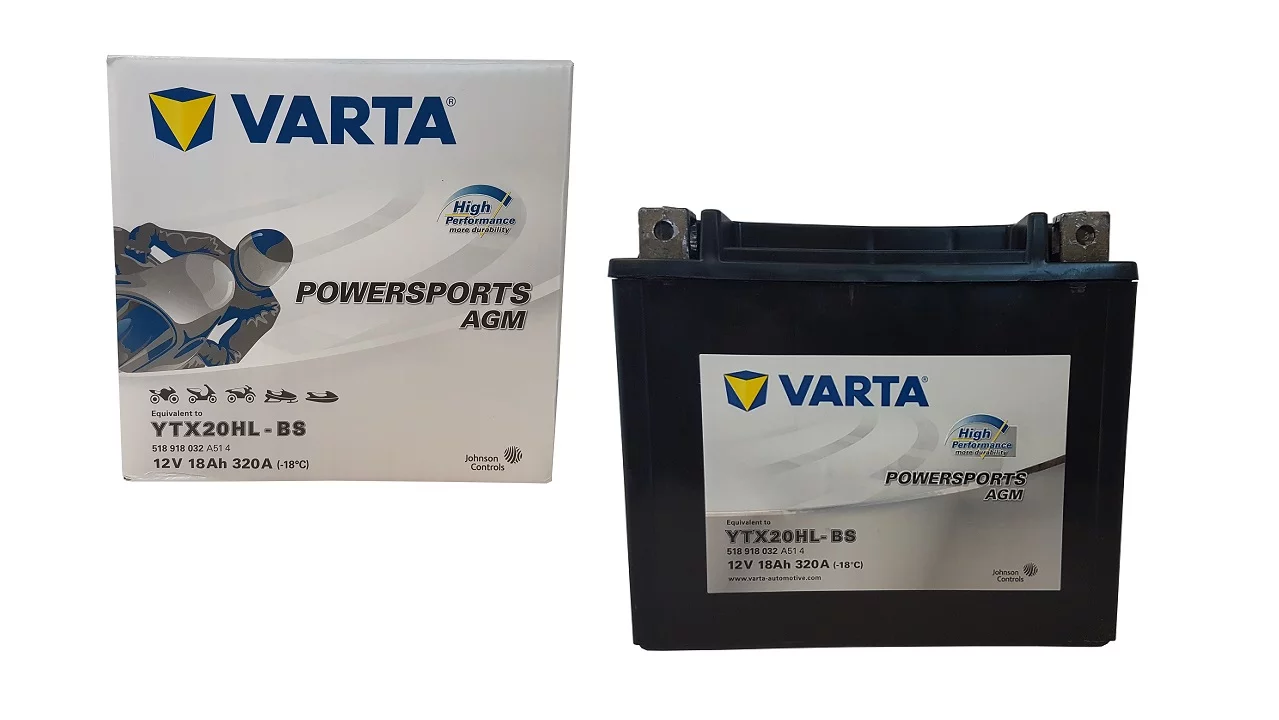 VARTA®
High
Performance
more durability
POWERSPORTS
AGM
Equivalent to
YTX20HL-BS
518 918 032 A51 4
12V 18Ah 320A (-18°C)
Johnson
Controls
VARTA®
High
Performance
more durability
POWERSPORTS
AGM
Equivalent to
YTX20HL-BS
518 918 032 A51 4
12V 18Ah 320A (-18°C)
www.varta-automotive.com
Johnson
Controls